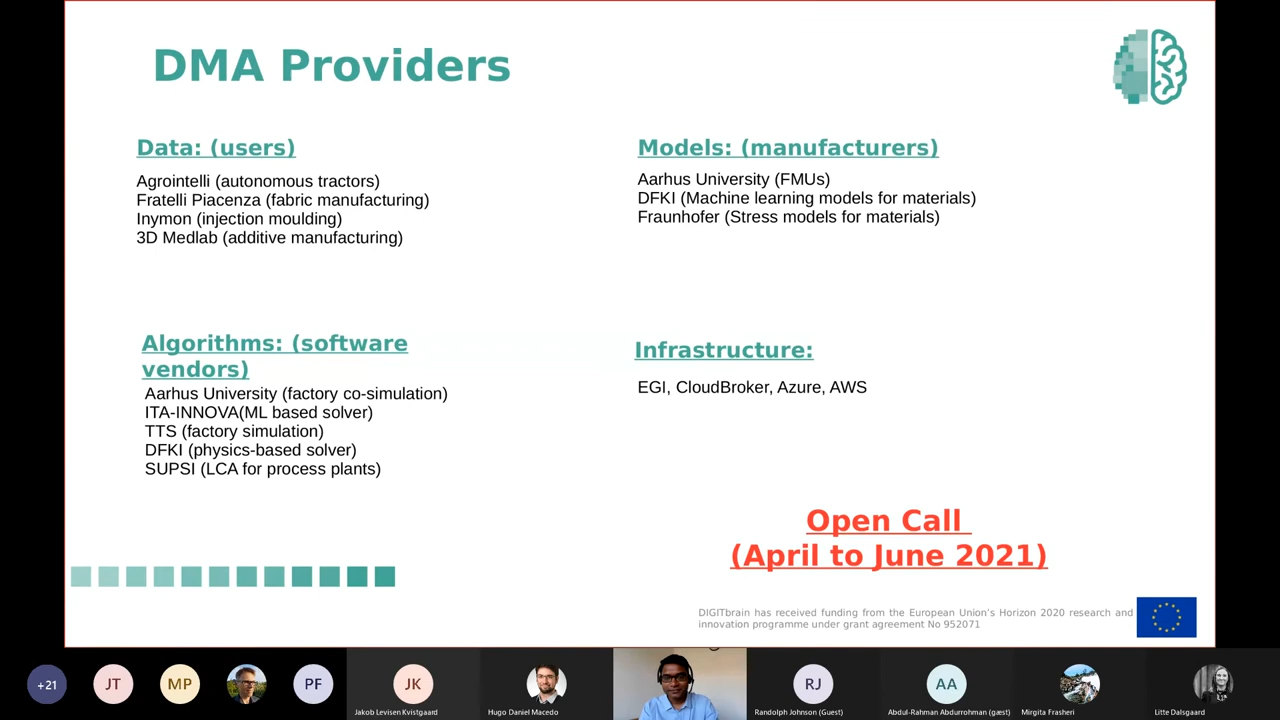 DMA Providers
Data: (users)
Agrointelli (autonomous tractors)
Fratelli Piacenza (fabric manufacturing)
Inymon (injection moulding)
3D Medlab (additive manufacturing)
Models: (manufacturers)
Aarhus University (FMUs)
DFKI (Machine learning models for materials)
Fraunhofer (Stress models for materials)
Algorithms: (software
vendors)
Aarhus University (factory co-simulation)
ITA-INNOVA(ML based solver)
TTS (factory simulation)
DFKI (physics-based solver)
SUPSI (LCA for process plants)
Infrastructure:
EGI, CloudBroker, Azure, AWS
Open Call
(April to June 2021)
DIGITbrain has received funding from the European Union's Horizon 2020 research and
innovation programme under grant agreement No 952071
+21
JT
MP
PF
JK
RJ
AA
Jakob Levisen Kvistgaard
Hugo Daniel Macedo
Randolph Johnson (Guest)
Abdul-Rahman Abdurrohman (gæst)
Mirgita Frasheri
Litte Dalsgaard